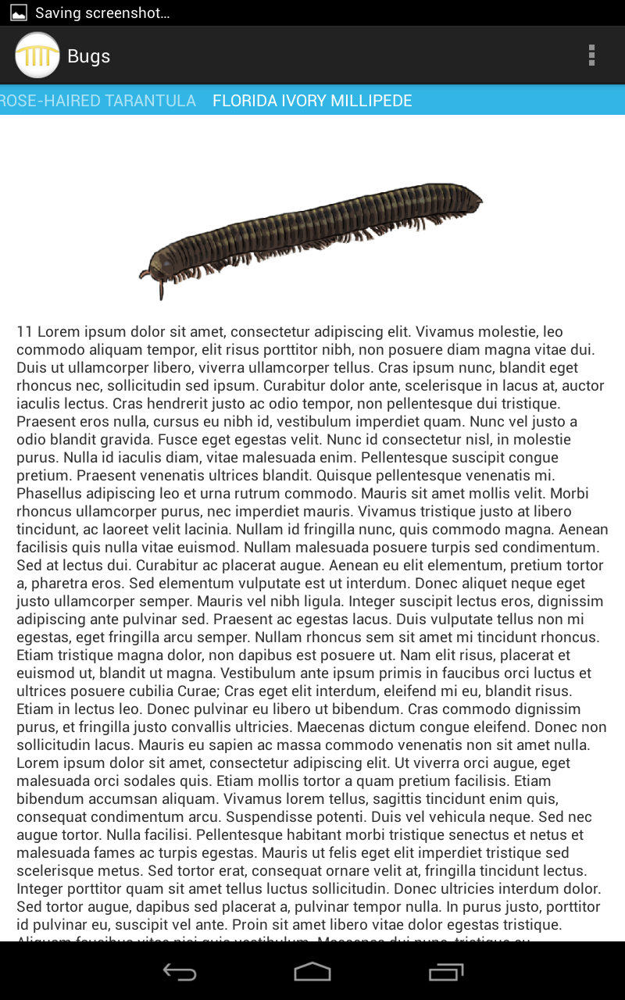 Saving screenshot...
Bugs
ROSE-HAIRED TARANTULA FLORIDA IVORY MILLIPEDE
11 Lorem ipsum dolor sit amet, consectetur adipiscing elit. Vivamus molestie, leo
commodo aliquam tempor, elit risus porttitor nibh, non posuere diam magna vitae dui.
Duis ut ullamcorper libero, viverra ullamcorper tellus. Cras ipsum nunc, blandit eget
rhoncus nec, sollicitudin sed ipsum. Curabitur dolor ante, scelerisque in lacus at, auctor
iaculis lectus. Cras hendrerit justo ac odio tempor, non pellentesque dui tristique.
Praesent eros nulla, cursus eu nibh id, vestibulum imperdiet quam. Nunc vel justo a
odio blandit gravida. Fusce eget egestas velit. Nunc id consectetur nisl, in molestie
purus. Nulla id iaculis diam, vitae malesuada enim. Pellentesque suscipit congue
pretium. Praesent venenatis ultrices blandit. Quisque pellentesque venenatis mi.
Phasellus adipiscing leo et urna rutrum commodo. Mauris sit amet mollis velit. Morbi
rhoncus ullamcorper purus, nec imperdiet mauris. Vivamus tristique justo at libero
tincidunt, ac laoreet velit lacinia. Nullam id fringilla nunc, quis commodo magna. Aenean
facilisis quis nulla vitae euismod. Nullam malesuada posuere turpis sed condimentum.
Sed at lectus dui. Curabitur ac placerat augue. Aenean eu elit elementum, pretium tortor
a, pharetra eros. Sed elementum vulputate est ut interdum. Donec aliquet neque eget
justo ullamcorper semper. Mauris vel nibh ligula. Integer suscipit lectus eros, dignissim
adipiscing ante pulvinar sed. Praesent ac egestas lacus. Duis vulputate tellus non mi
egestas, eget fringilla arcu semper. Nullam rhoncus sem sit amet mi tincidunt rhoncus.
Etiam tristique magna dolor, non dapibus est posuere ut. Nam elit risus, placerat et
euismod ut, blandit ut magna. Vestibulum ante ipsum primis in faucibus orci luctus et
ultrices posuere cubilia Curae; Cras eget elit interdum, eleifend mi eu, blandit risus.
Etiam in lectus leo. Donec pulvinar eu libero ut bibendum. Cras commodo dignissim
purus, et fringilla justo convallis ultricies. Maecenas dictum congue eleifend. Donec non
sollicitudin lacus. Mauris eu sapien ac massa commodo venenatis non sit amet nulla.
Lorem ipsum dolor sit amet, consectetur adipiscing elit. Ut viverra orci augue, eget
malesuada orci sodales quis. Etiam mollis tortor a quam pretium facilisis. Etiam
bibendum accumsan aliquam. Vivamus lorem tellus, sagittis tincidunt enim quis,
consequat condimentum arcu. Suspendisse potenti. Duis vel vehicula neque. Sed nec
augue tortor. Nulla facilisi. Pellentesque habitant morbi tristique senectus et netus et
malesuada fames ac turpis egestas. Mauris ut felis eget elit imperdiet tristique sed
scelerisque metus. Sed tortor erat, consequat ornare velit at, fringilla tincidunt lectus.
Integer porttitor quam sit amet tellus luctus sollicitudin. Donec ultricies interdum dolor.
Sed tortor augue, dapibus sed placerat a, pulvinar tempor nulla. In purus justo, porttitor
id pulvinar eu, suscipit vel ante. Proin sit amet libero vitae dolor egestas tristique.